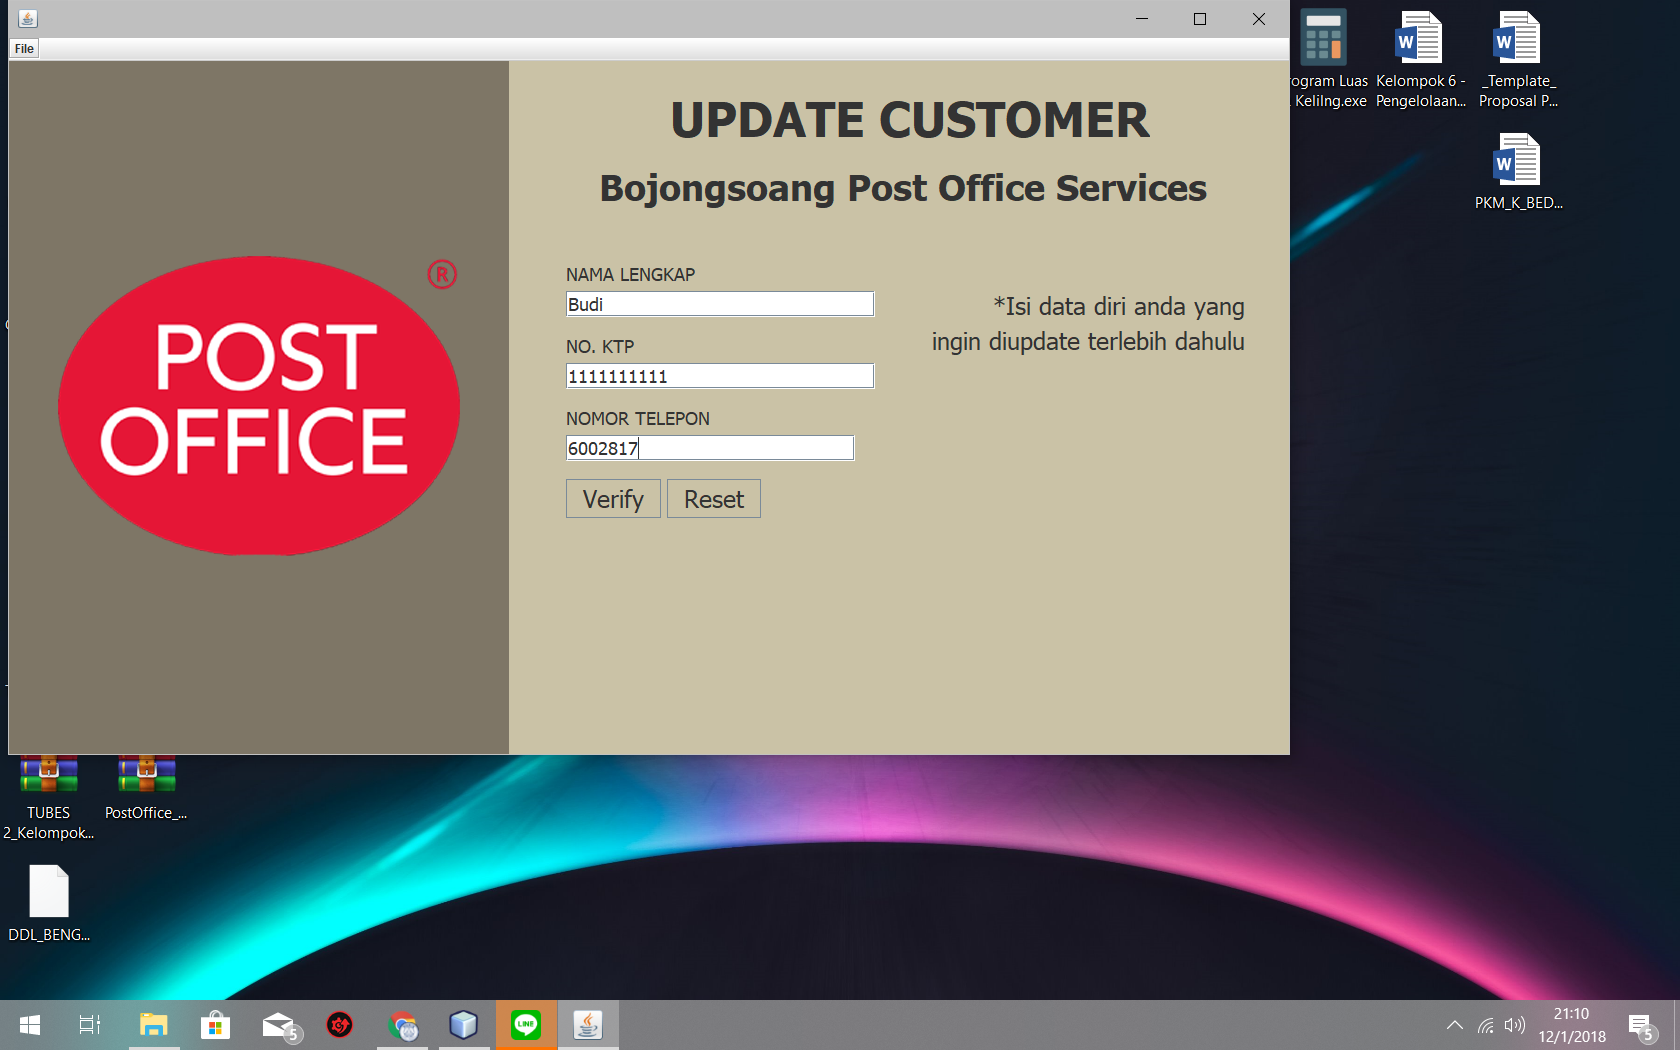 File
UPDATE CUSTOMER
Bojongsoang Post Office Services
POST
OFFICE
®
NAMA LENGKAP
Budi
NO. KTP
1111111111
NOMOR TELEPON
6002817
Verify Reset
*Isi data diri anda yang
ingin diupdate terlebih dahulu
rogram Luas
Kelilng.exe
Kelompok 6 -
Pengelolaan...
_Template_
Proposal P...
PKM_K_BED...
TUBES
2_Kelompok...
PostOffice_...
DDL_BENG...
5
LINE
21:10
12/1/2018
5